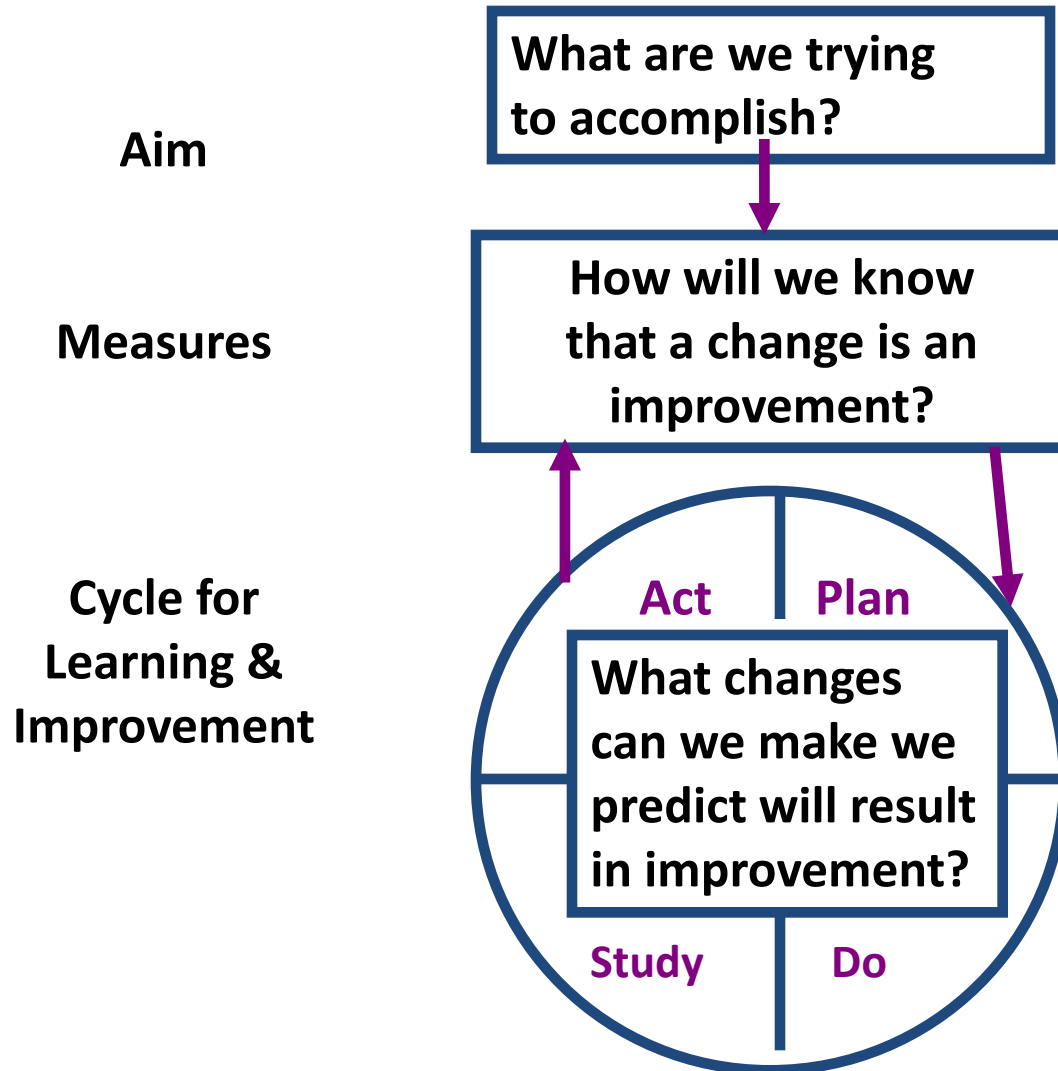 Aim
What are we trying
to accomplish?
Measures
How will we know
that a change is an
improvement?
Cycle for
Learning &
Improvement
Act
Plan
What changes
can we make we
predict will result
in improvement?
Study
Do